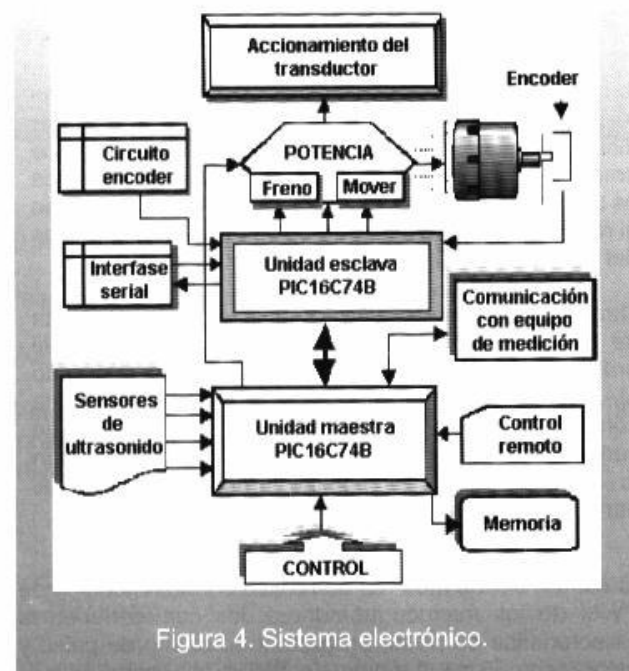 Accionamiento del
transductor
Encoder
Circuito
encoder
POTENCIA
Freno
Mover
Interfase
serial
Unidad esclava
PIC16C74B
Comunicación
con equipo
de medición
Sensores
de
ultrasonido
Unidad maestra
PIC16C74B
Control
remoto
Memoria
CONTROL
Figura 4. Sistema electrónico.